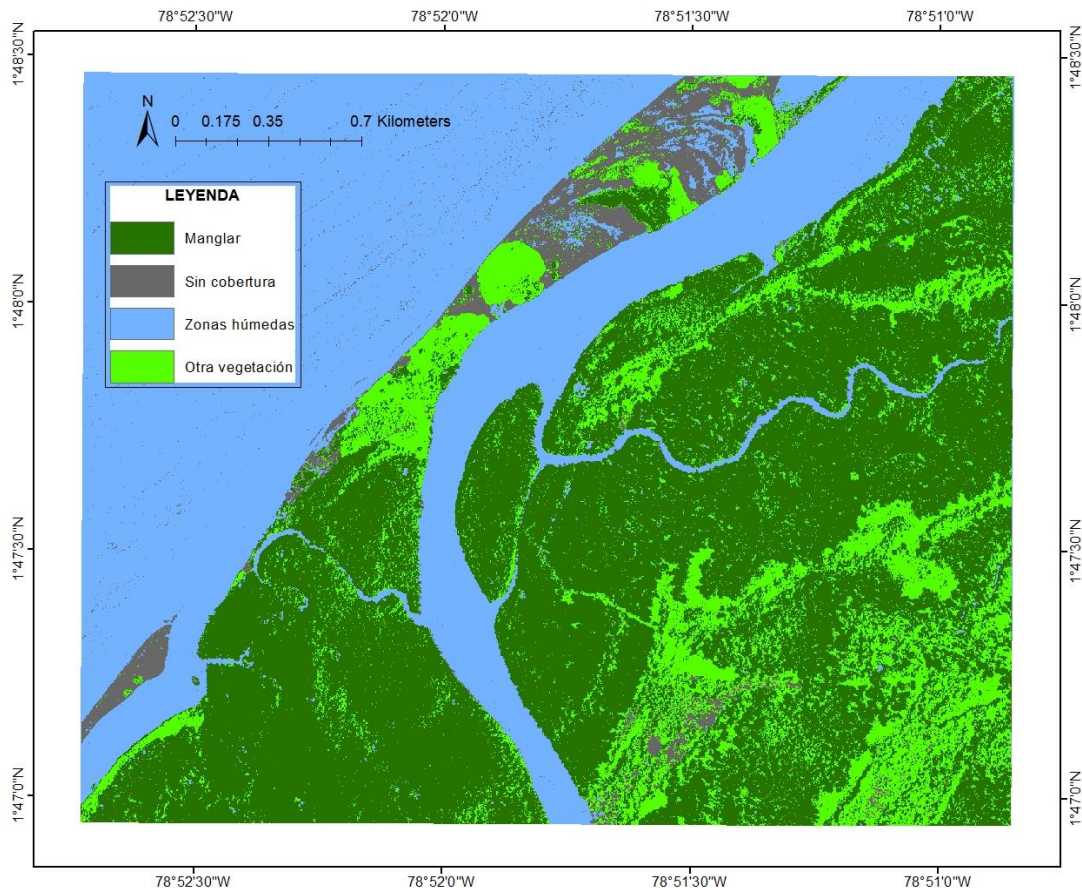 78°52'30"W 78°52'0"W 78°51'30"W 78°51'0"W
1°48'30"N 1°48'30"N
N
0 0.175 0.35 0.7 Kilometers
LEYENDA
Manglar
Sin cobertura
Zonas húmedas
Otra vegetación
1°48'0"N 1°48'0"N
1°47'30"N 1°47'30"N
1°47'0"N 1°47'0"N
78°52'30"W 78°52'0"W 78°51'30"W 78°51'0"W